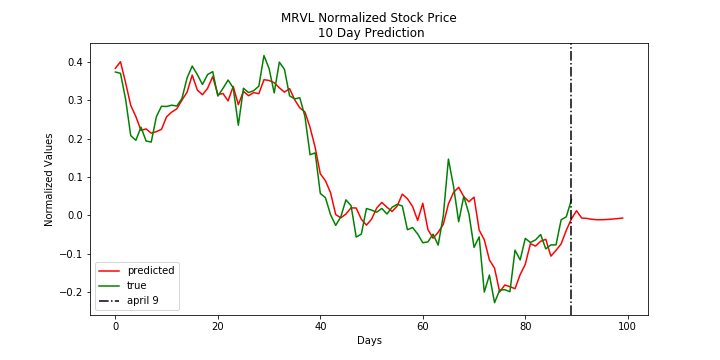 MRVL Normalized Stock Price
10 Day Prediction
Normalized Values
0.4
0.3
0.2
0.1
0.0
−0.1
−0.2
predicted
true
april 9
0 20 40 60 80 100
Days